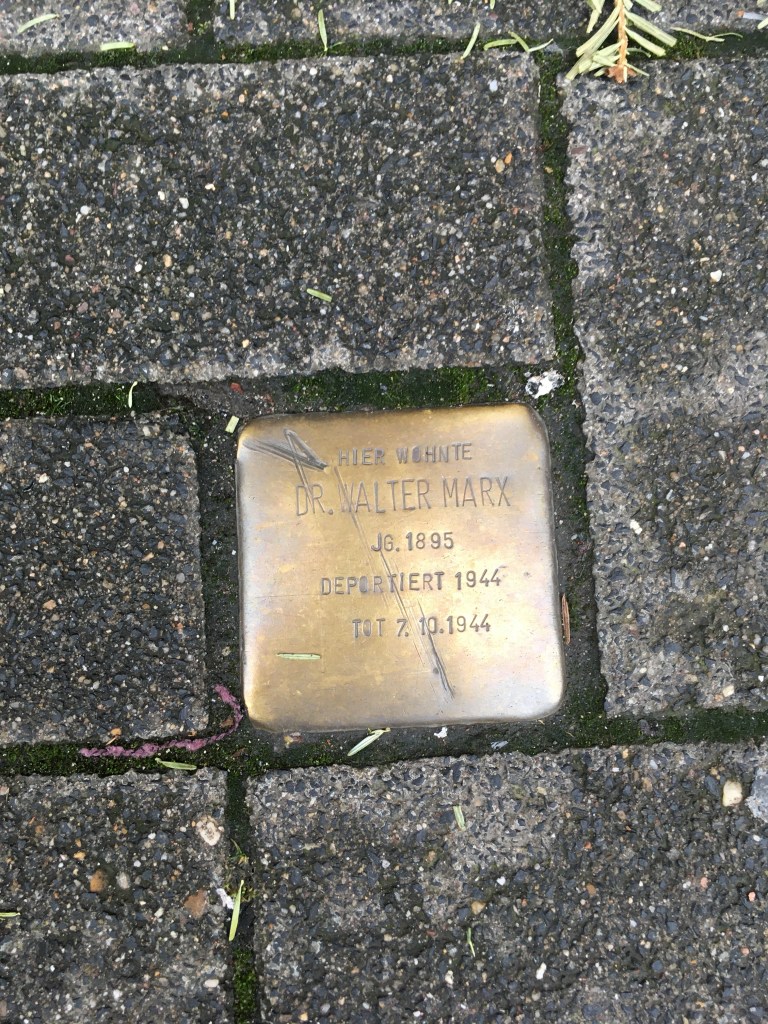 HIER WOHNTE
DR. WALTER MARX
JG. 1895
DEPORTIERT 1944
TOT 7. 10.1944